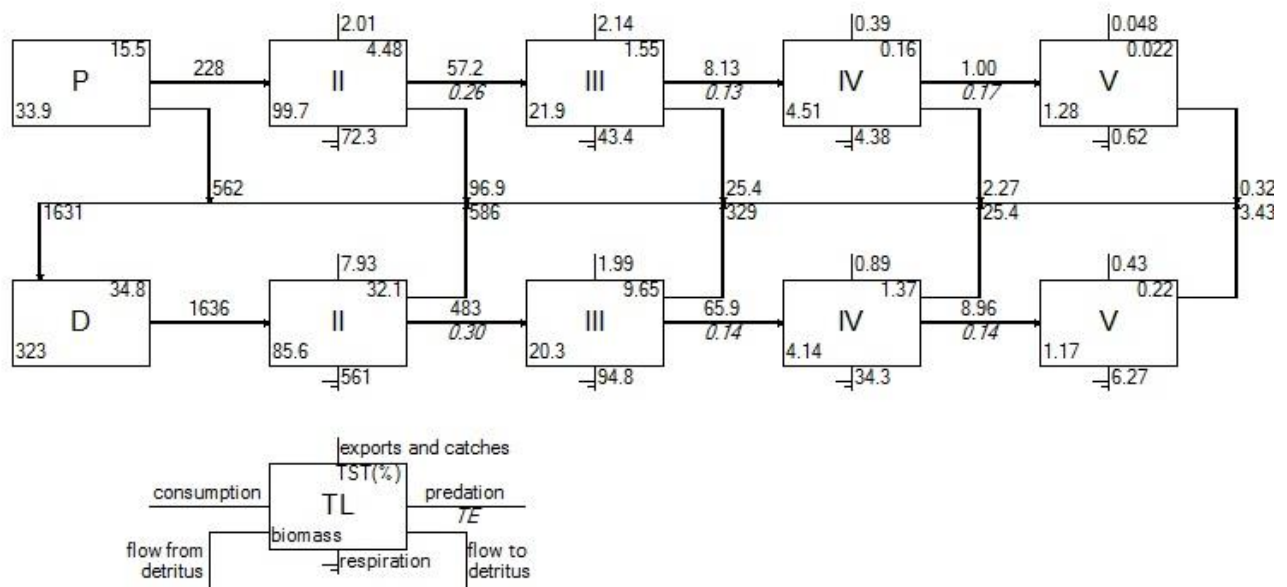 2.01 2.14 0.39 0.048
15.5 4.48 1.55 0.16 0.022
P 228 II 57.2 III 8.13 IV 1.00 V
0.26 0.13 0.17
33.9 99.7 21.9 4.51 1.28
72.3 43.4 4.38 0.62
562 96.9 25.4 2.27 0.32
1631 586 329 25.4 3.43
7.93 1.99 0.89 0.43
34.8 32.1 9.65 1.37 0.22
D 1636 II 483 III 65.9 IV 8.96 V
0.30 0.14 0.14
323 85.6 20.3 4.14 1.17
561 94.8 34.3 6.27
exports and catches
TST(%)
consumption TL predation
TE
biomass
flow from detritus
respiration
flow to detritus